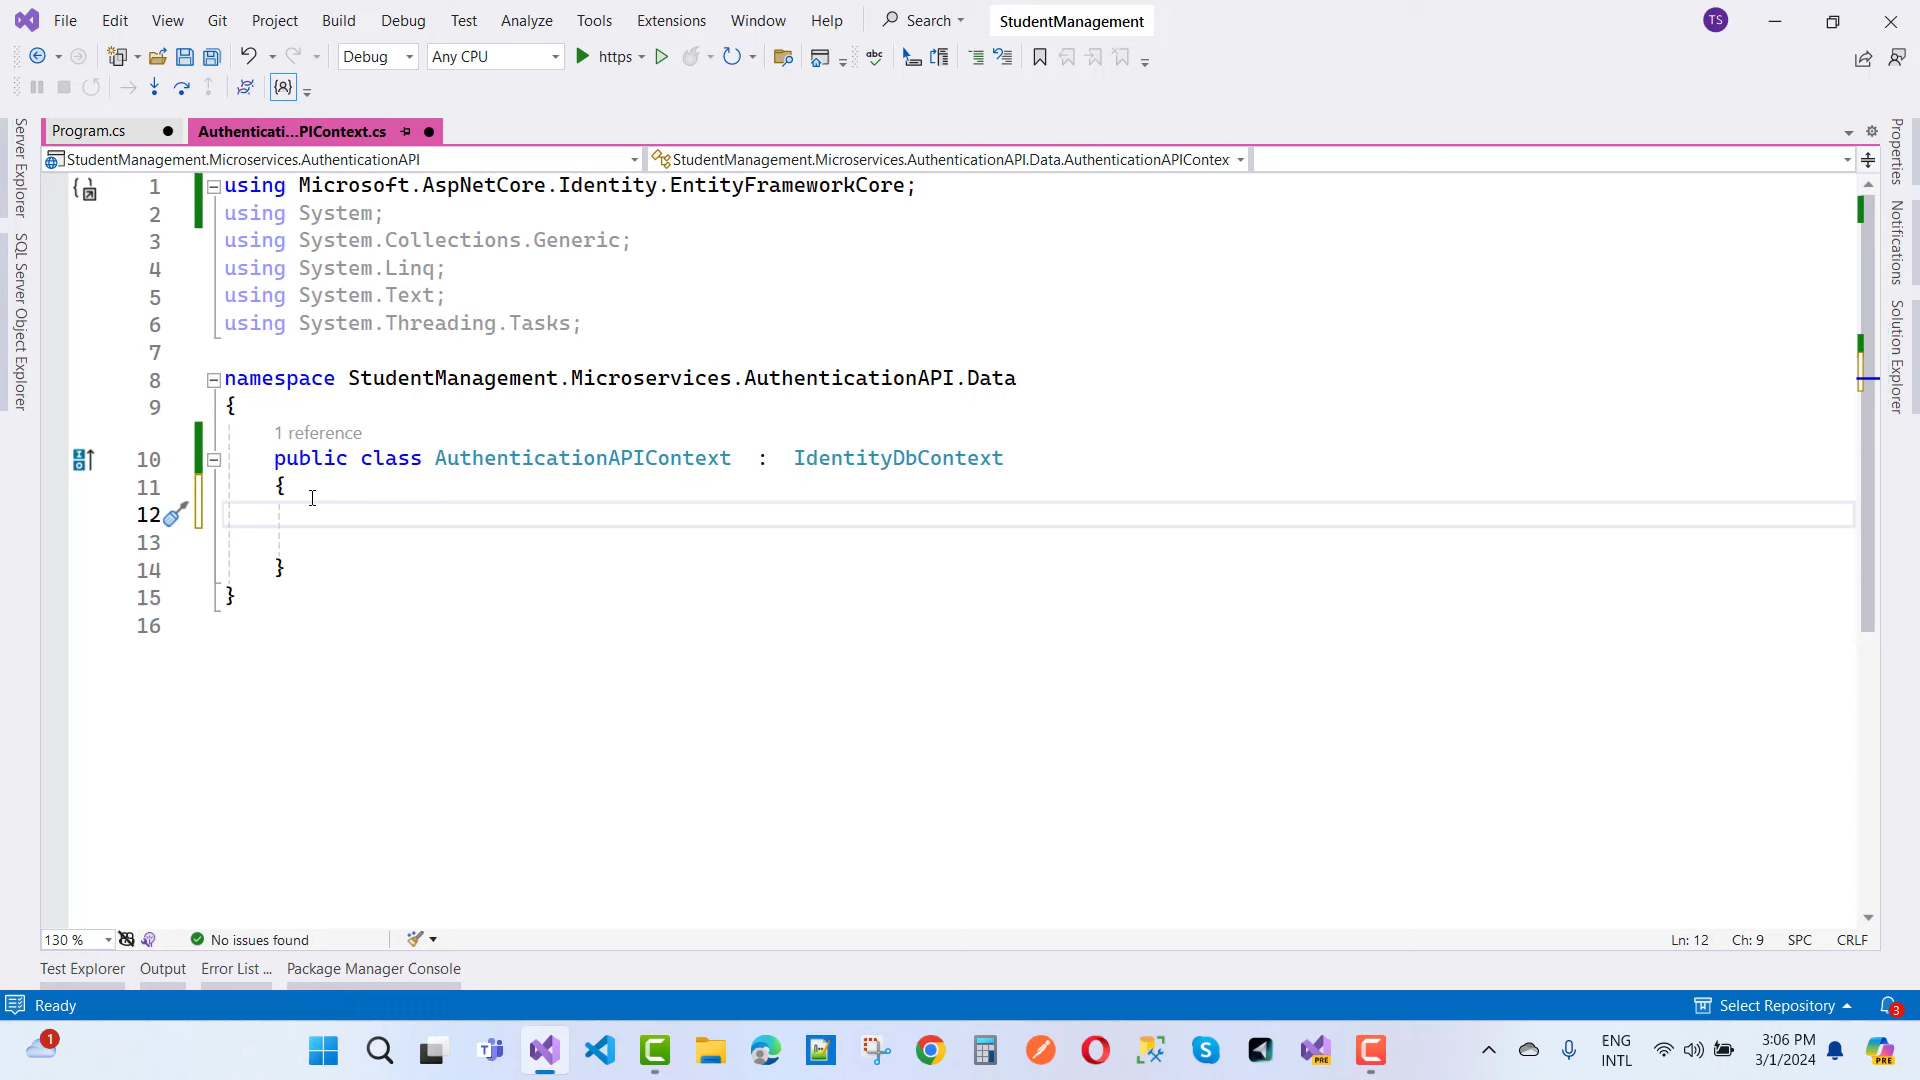 File Edit View Git Project Build Debug Test Analyze Tools Extensions Window Help Search StudentManagement TS
Debug Any CPU https
Program.cs Authenticati...PIContext.cs
StudentManagement.Microservices.AuthenticationAPI StudentManagement.Microservices.AuthenticationAPI.Data.AuthenticationAPIContex
Server Explorer
SQL Server Object Explorer
1 using Microsoft.AspNetCore.Identity.EntityFrameworkCore;
2 using System;
3 using System.Collections.Generic;
4 using System.Linq;
5 using System.Text;
6 using System.Threading.Tasks;
7
8 namespace StudentManagement.Microservices.AuthenticationAPI.Data
9 {
1 reference
10 public class AuthenticationAPIContext : IdentityDbContext
11 {
12
13
14 }
15 }
16
Properties
Notifications
Solution Explorer
130 % No issues found Ln: 12 Ch: 9 SPC CRLF
Test Explorer Output Error List ... Package Manager Console
Ready Select Repository 3
1 PRE ENG 3:06 PM PRE
INTL 3/1/2024